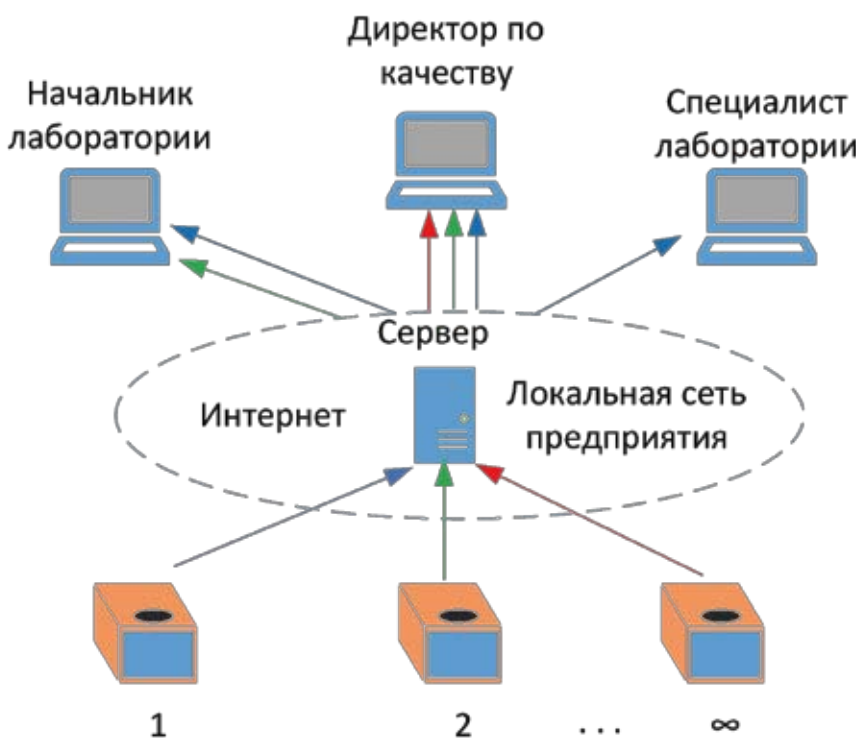 Директор по
качеству
Начальник
лаборатории
Специалист
лаборатории
Сервер
Интернет
Локальная сеть
предприятия
1 2 ... ∞